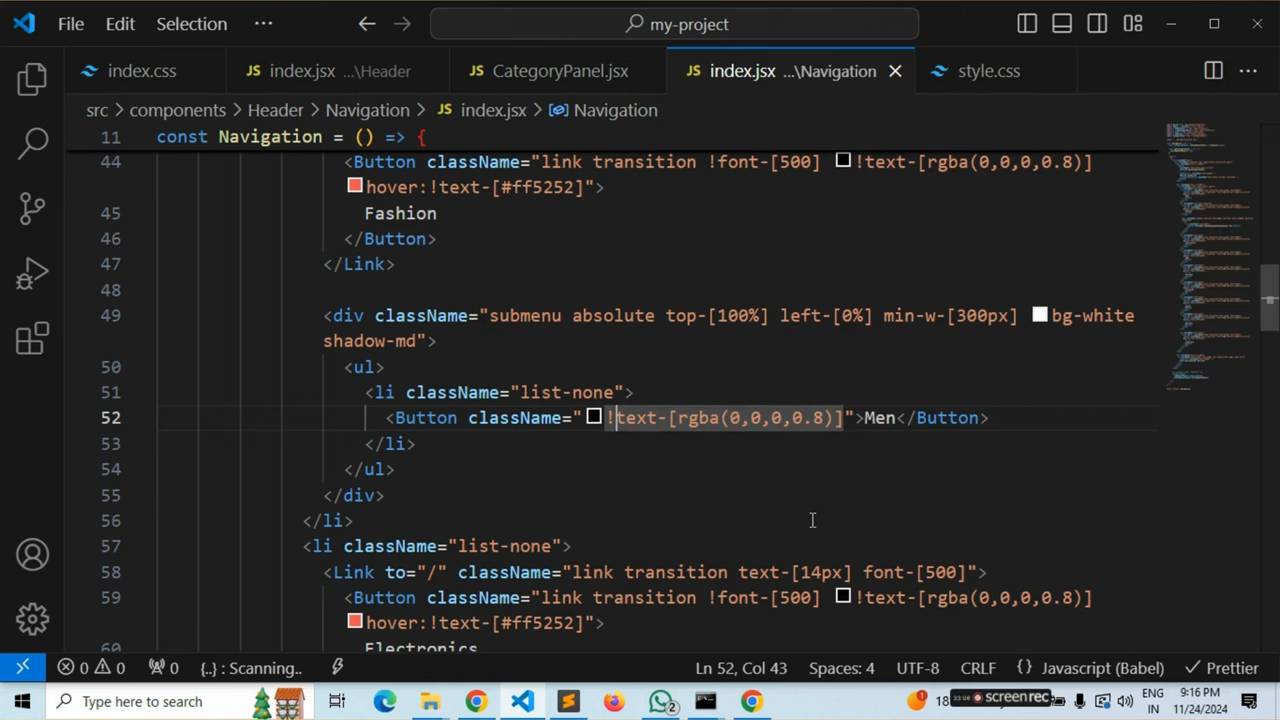 File Edit Selection ··· my-project
index.css index.jsx ...\Header CategoryPanel.jsx index.jsx ...\Navigation style.css
src > components > Header > Navigation > JS index.jsx > Navigation
11 const Navigation = () => {
44 <Button className="link transition !font-[500] !text-[rgba(0,0,0,0.8)]
hover:!text-[#ff5252]">
45 Fashion
46 </Button>
47 </Link>
48
49 <div className="submenu absolute top-[100%] left-[0%] min-w-[300px] bg-white
shadow-md">
50 <ul>
51 <li className="list-none">
52 <Button className="!text-[rgba(0,0,0,0.8)]">Men</Button>
53 </li>
54 </ul>
55 </div>
56 </li>
57 <li className="list-none">
58 <Link to="/" className="link transition text-[14px] font-[500]">
59 <Button className="link transition !font-[500] !text-[rgba(0,0,0,0.8)]
hover:!text-[#ff5252]">
60 Electronics
0 0 0 {..} : Scanning.. Ln 52, Col 43 Spaces: 4 UTF-8 CRLF {} Javascript (Babel) Prettier
Type here to search 2 18 screenrec ENG 9:16 PM
IN 11/24/2024